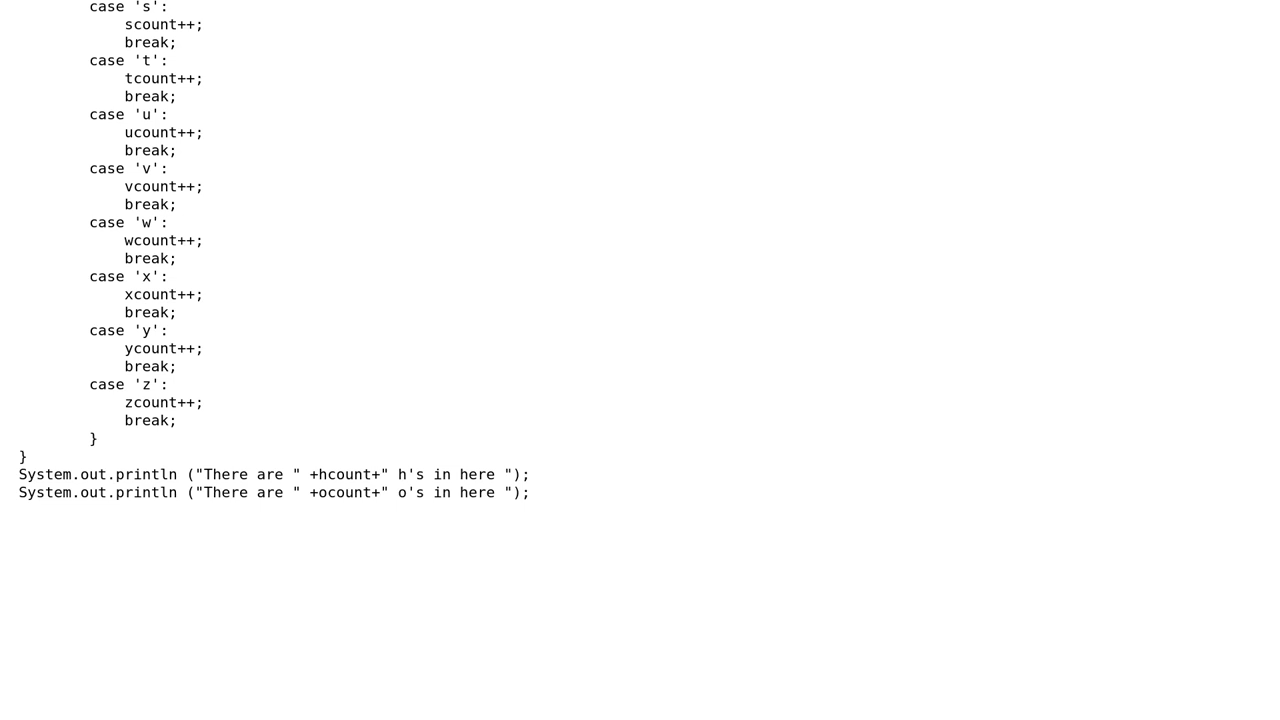 case 's':
            scount++;
            break;
        case 't':
            tcount++;
            break;
        case 'u':
            ucount++;
            break;
        case 'v':
            vcount++;
            break;
        case 'w':
            wcount++;
            break;
        case 'x':
            xcount++;
            break;
        case 'y':
            ycount++;
            break;
        case 'z':
            zcount++;
            break;
        }
}
System.out.println ("There are " +hcount+" h's in here ");
System.out.println ("There are " +ocount+" o's in here ");